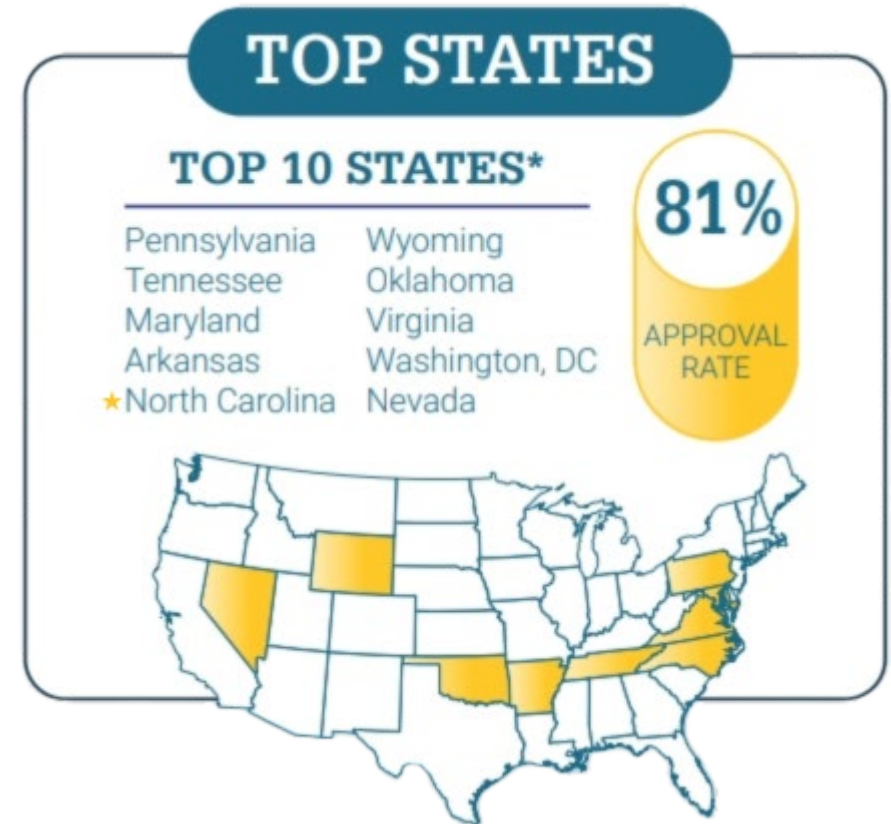 TOP STATES
TOP 10 STATES*
Pennsylvania
Tennessee
Maryland
Arkansas
★North Carolina
Wyoming
Oklahoma
Virginia
Washington, DC
Nevada
81%
APPROVAL
RATE